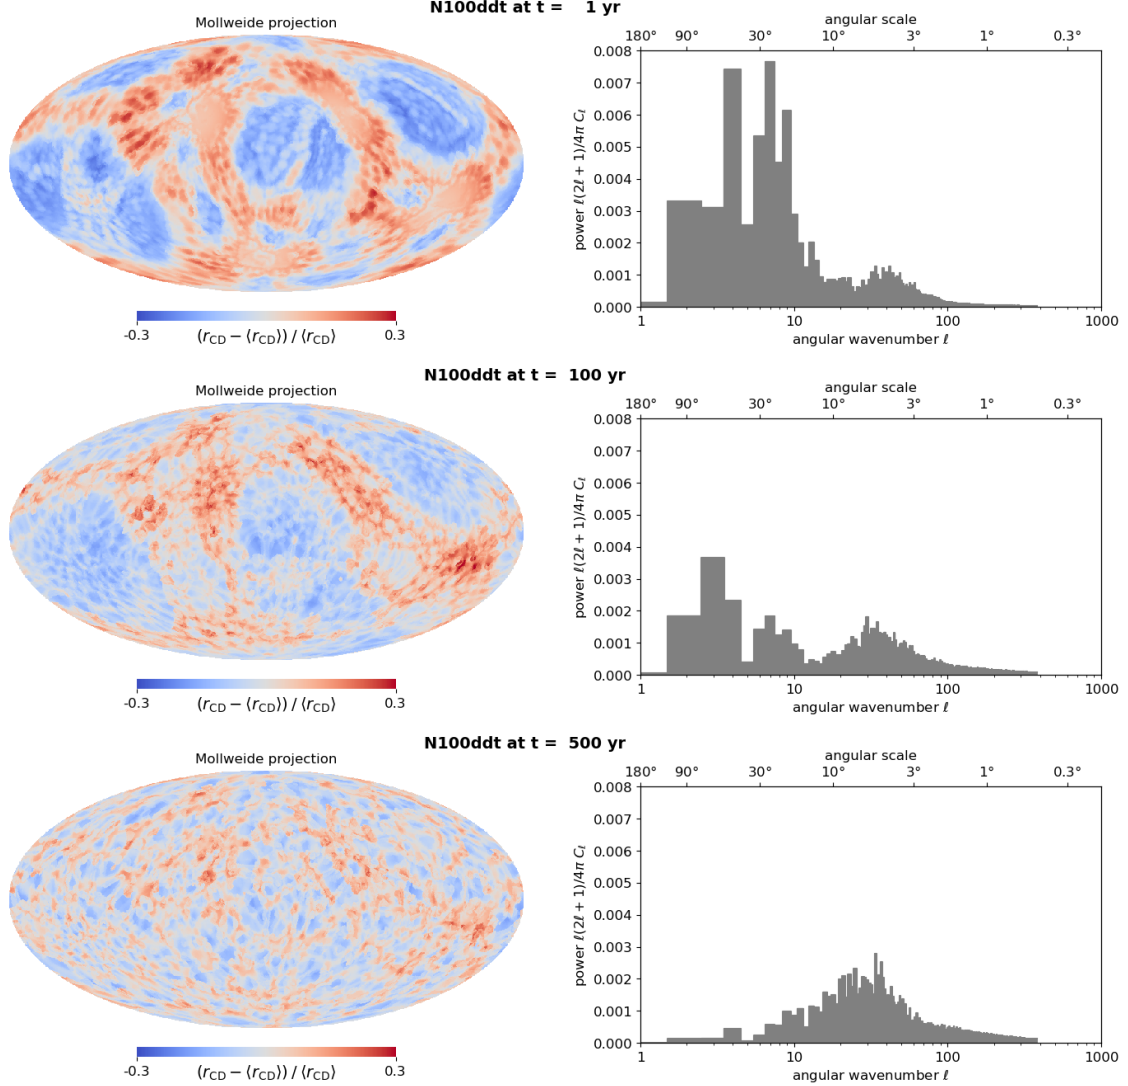 N100ddt at t = 1 yr
Mollweide projection
-0.3 0.3
(r_CD − ⟨r_CD⟩) / ⟨r_CD⟩
angular scale
180° 90° 30° 10° 3° 1° 0.3°
0.008
0.007
0.006
0.005
0.004
0.003
0.002
0.001
0.000
power ℓ(2ℓ + 1)/4π C_ℓ
1 10 100 1000
angular wavenumber ℓ
N100ddt at t = 100 yr
Mollweide projection
-0.3 0.3
(r_CD − ⟨r_CD⟩) / ⟨r_CD⟩
angular scale
180° 90° 30° 10° 3° 1° 0.3°
0.008
0.007
0.006
0.005
0.004
0.003
0.002
0.001
0.000
power ℓ(2ℓ + 1)/4π C_ℓ
1 10 100 1000
angular wavenumber ℓ
N100ddt at t = 500 yr
Mollweide projection
-0.3 0.3
(r_CD − ⟨r_CD⟩) / ⟨r_CD⟩
angular scale
180° 90° 30° 10° 3° 1° 0.3°
0.008
0.007
0.006
0.005
0.004
0.003
0.002
0.001
0.000
power ℓ(2ℓ + 1)/4π C_ℓ
1 10 100 1000
angular wavenumber ℓ